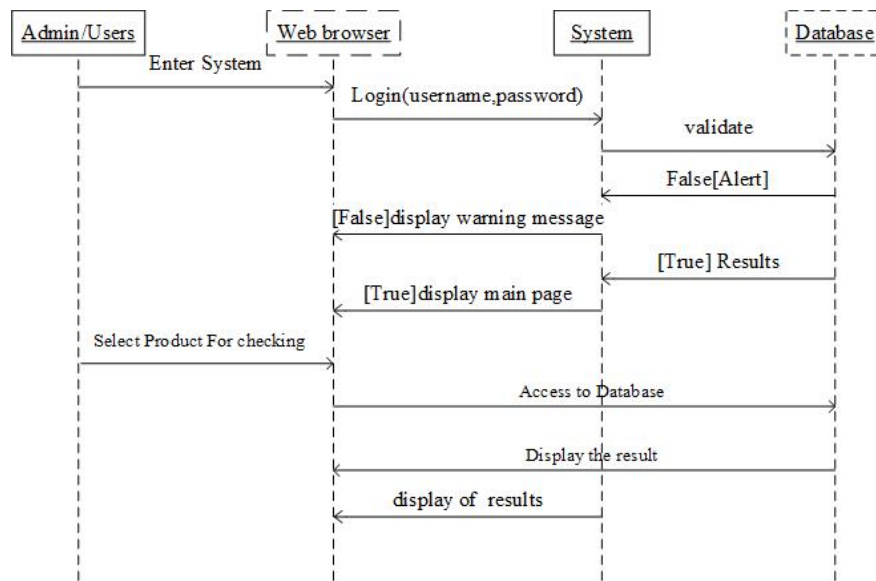 Admin/Users
Web browser
System
Database
Enter System
Login(username,password)
validate
False[Alert]
[False]display warning message
[True] Results
[True]display main page
Select Product For checking
Access to Database
Display the result
display of results